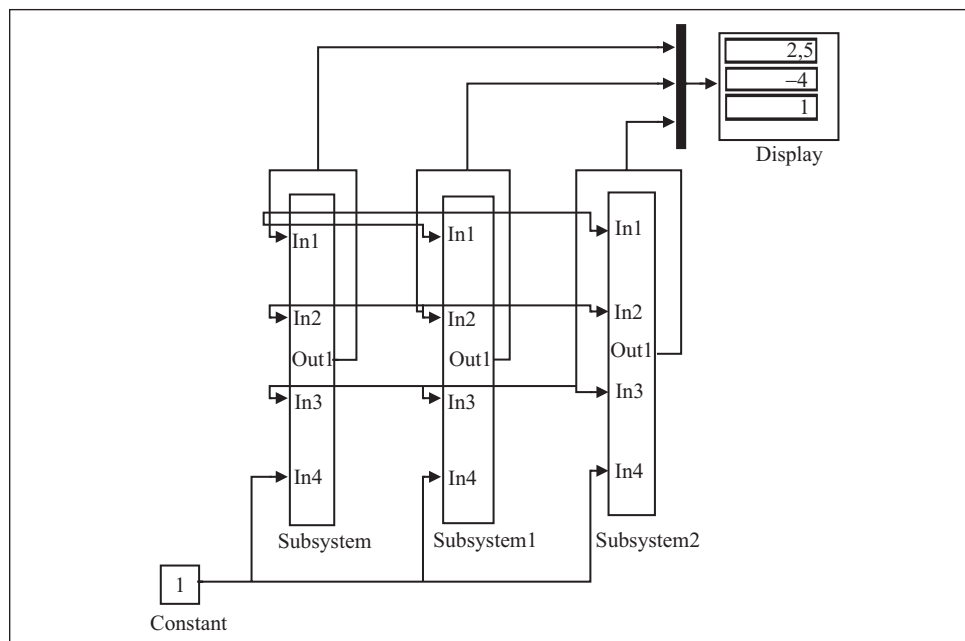 2,5
–4
1
Display
In1
In1
In1
In2
In2
In2
Out1
Out1
Out1
In3
In3
In3
In4
In4
In4
Subsystem
Subsystem1
Subsystem2
1
Constant